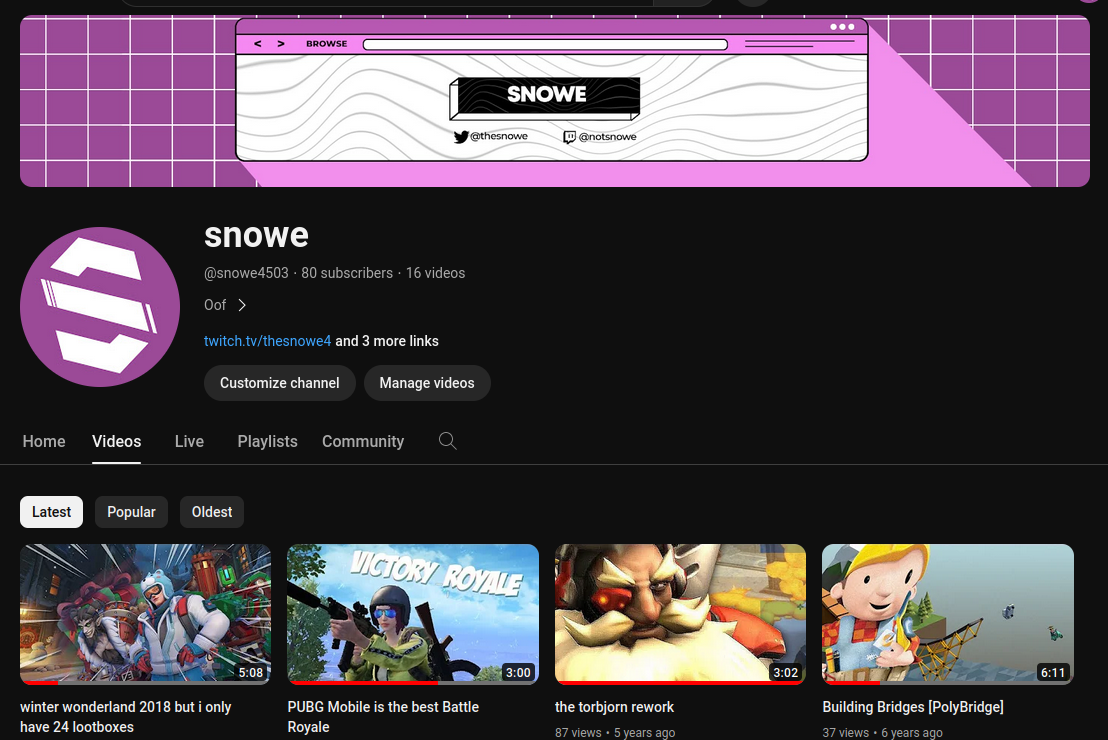 < > BROWSE
SNOWE
@thesnowe @notsnowe
snowe
@snowe4503 · 80 subscribers · 16 videos
Oof >
twitch.tv/thesnowe4 and 3 more links
Customize channel Manage videos
Home Videos Live Playlists Community
Latest Popular Oldest
VICTORY ROYALE
5:08 3:00 3:02 6:11
winter wonderland 2018 but i only
have 24 lootboxes
PUBG Mobile is the best Battle
Royale
the torbjorn rework
87 views • 5 years ago
Building Bridges [PolyBridge]
37 views • 6 years ago